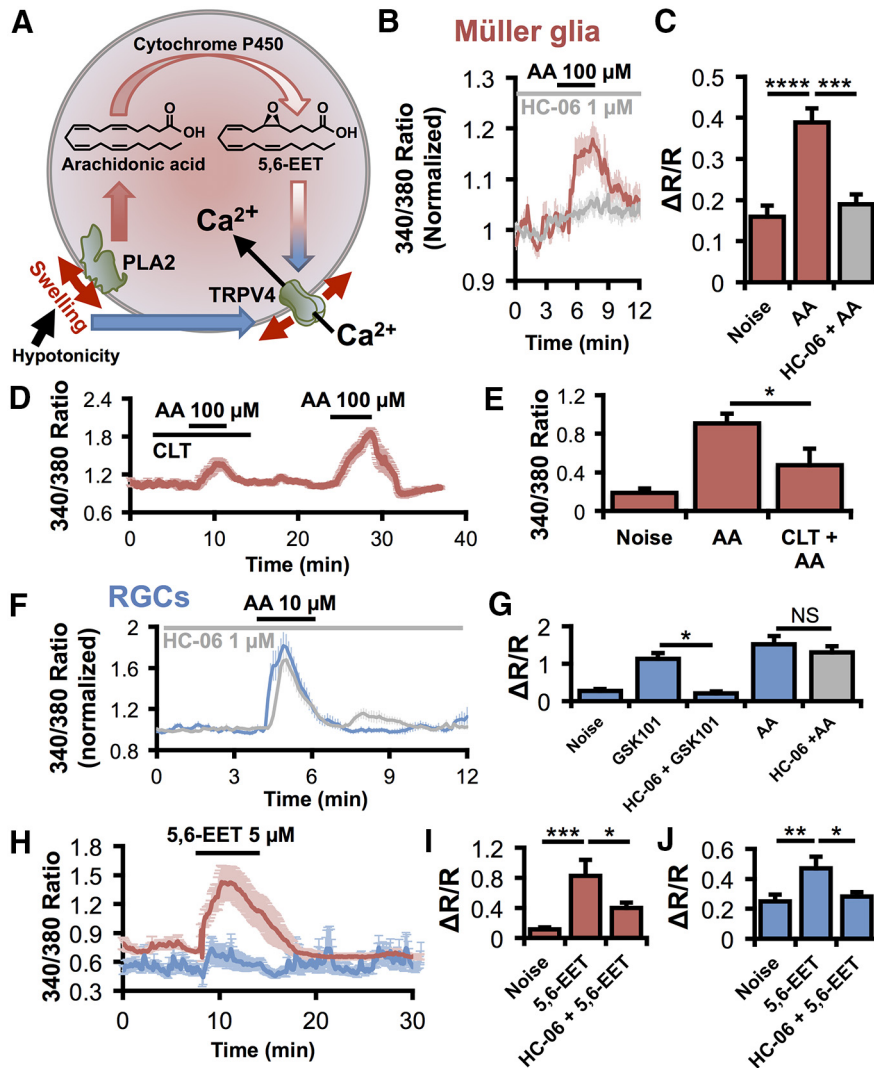 A
Cytochrome P450
O
OH
Arachidonic acid
O
O
OH
5,6-EET
Ca2+
PLA2
Swelling
TRPV4
Ca2+
Hypotonicity
B
Müller glia
AA 100 µM
HC-06 1 µM
340/380 Ratio
(Normalized)
1.3
1.2
1.1
1
0.9
0 3 6 9 12
Time (min)
C
ΔR/R
0.5
0.4
0.3
0.2
0.1
0
**** ***
Noise
AA
HC-06 + AA
D
340/380 Ratio
2.4
1.8
1.2
0.6
AA 100 µM
CLT
AA 100 µM
0 10 20 30 40
Time (min)
E
340/380 Ratio
1.2
0.8
0.4
0
*
Noise
AA
CLT +
AA
F
RGCs
AA 10 µM
HC-06 1 µM
340/380 Ratio
(normalized)
2
1.6
1.2
0.8
0 3 6 9 12
Time (min)
G
ΔR/R
2
1
0
*
NS
Noise
GSK101
HC-06 + GSK101
AA
HC-06 +AA
H
340/380 Ratio
1.8
1.5
1.2
0.9
0.6
0.3
5,6-EET 5 µM
0 10 20 30
Time (min)
I
ΔR/R
1.2
0.8
0.4
0
*** *
Noise
5,6-EET
HC-06 + 5,6-EET
J
ΔR/R
0.6
0.4
0.2
0
** *
Noise
5,6-EET
HC-06 + 5,6-EET